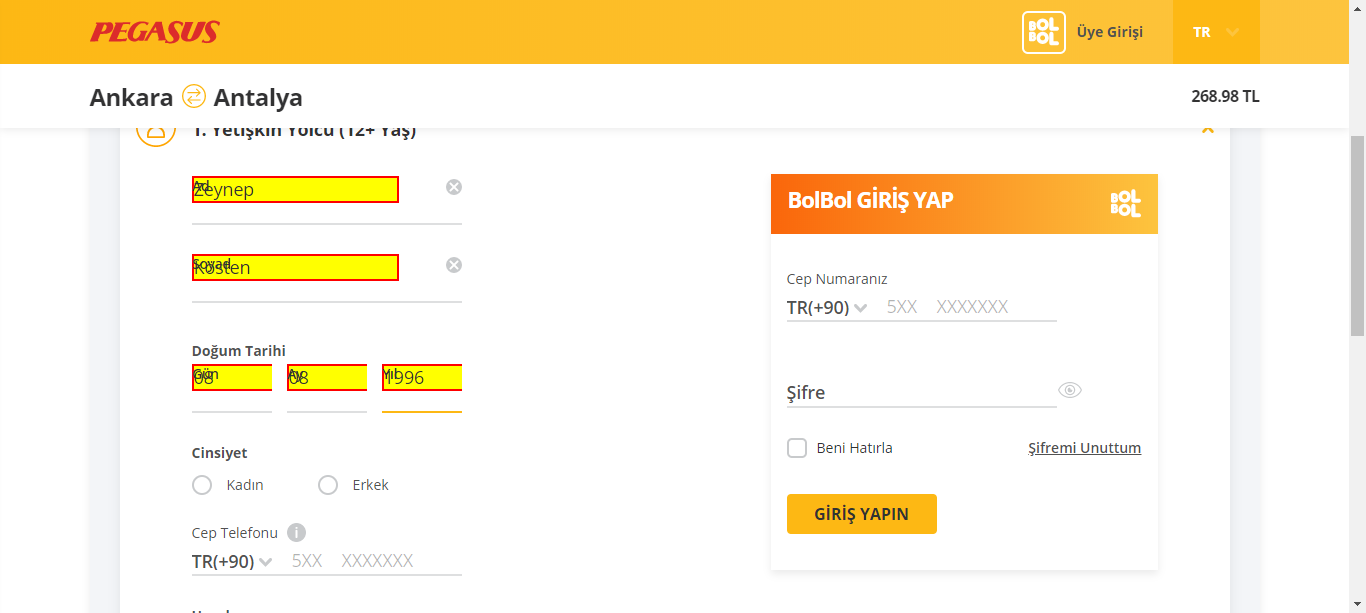 PEGASUS
BOL BOL
Üye Girişi
TR
Ankara Antalya
268.98 TL
1. Yetişkin Yolcu (12+ Yaş)
Ad
Zeynep
Soyad
Kösten
Doğum Tarihi
Gün
08
Ay
08
Yıl
1996
Cinsiyet
Kadın
Erkek
Cep Telefonu i
TR(+90) 5XX XXXXXXX
BolBol GİRİŞ YAP
BOL BOL
Cep Numaranız
TR(+90) 5XX XXXXXXX
Şifre
Beni Hatırla
Şifremi Unuttum
GİRİŞ YAPIN